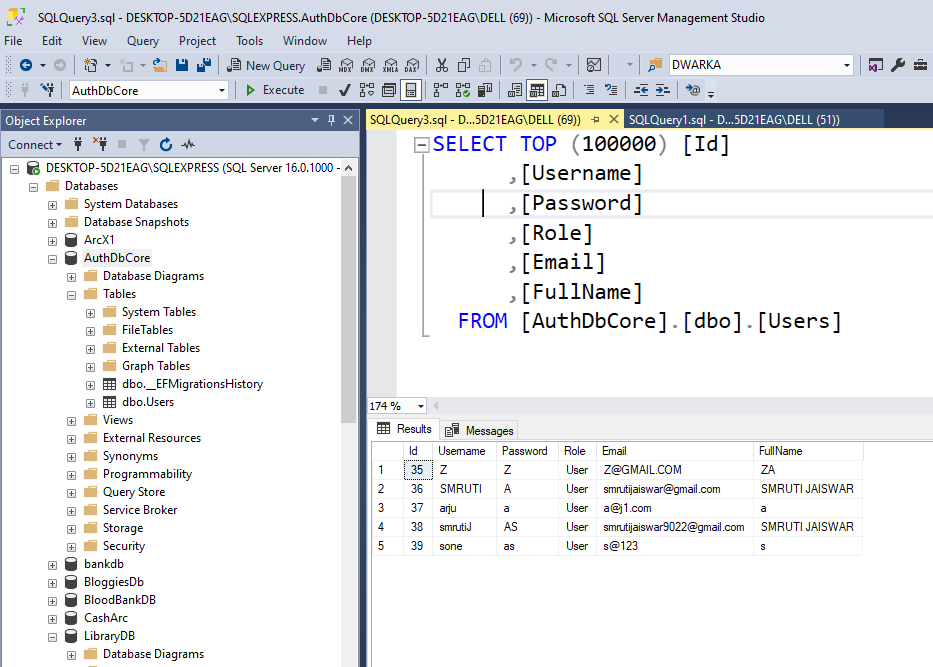 SQLQuery3.sql - DESKTOP-5D21EAG\SQLEXPRESS.AuthDbCore (DESKTOP-5D21EAG\DELL (69)) - Microsoft SQL Server Management Studio
File Edit View Query Project Tools Window Help
New Query MDX DMX XMLA DAX DWARKA
AuthDbCore Execute
Object Explorer
SQLQuery3.sql - D...5D21EAG\DELL (69)) SQLQuery1.sql - D...5D21EAG\DELL (51))
Connect
DESKTOP-5D21EAG\SQLEXPRESS (SQL Server 16.0.1000 -
Databases
System Databases
Database Snapshots
ArcX1
AuthDbCore
Database Diagrams
Tables
System Tables
FileTables
External Tables
Graph Tables
dbo.__EFMigrationsHistory
dbo.Users
Views
External Resources
Synonyms
Programmability
Query Store
Service Broker
Storage
Security
bankdb
BloggiesDb
BloodBankDB
CashArc
LibraryDB
Database Diagrams
SELECT TOP (100000) [Id]
,[Username]
,[Password]
,[Role]
,[Email]
,[FullName]
FROM [AuthDbCore].[dbo].[Users]
174 %
Results Messages
Id Username Password Role Email FullName
1 35 Z Z User Z@GMAIL.COM ZA
2 36 SMRUTI A User smrutijaiswar@gmail.com SMRUTI JAISWAR
3 37 arju a User a@j1.com a
4 38 smrutiJ AS User smrutijaiswar9022@gmail.com SMRUTI JAISWAR
5 39 sone as User s@123 s